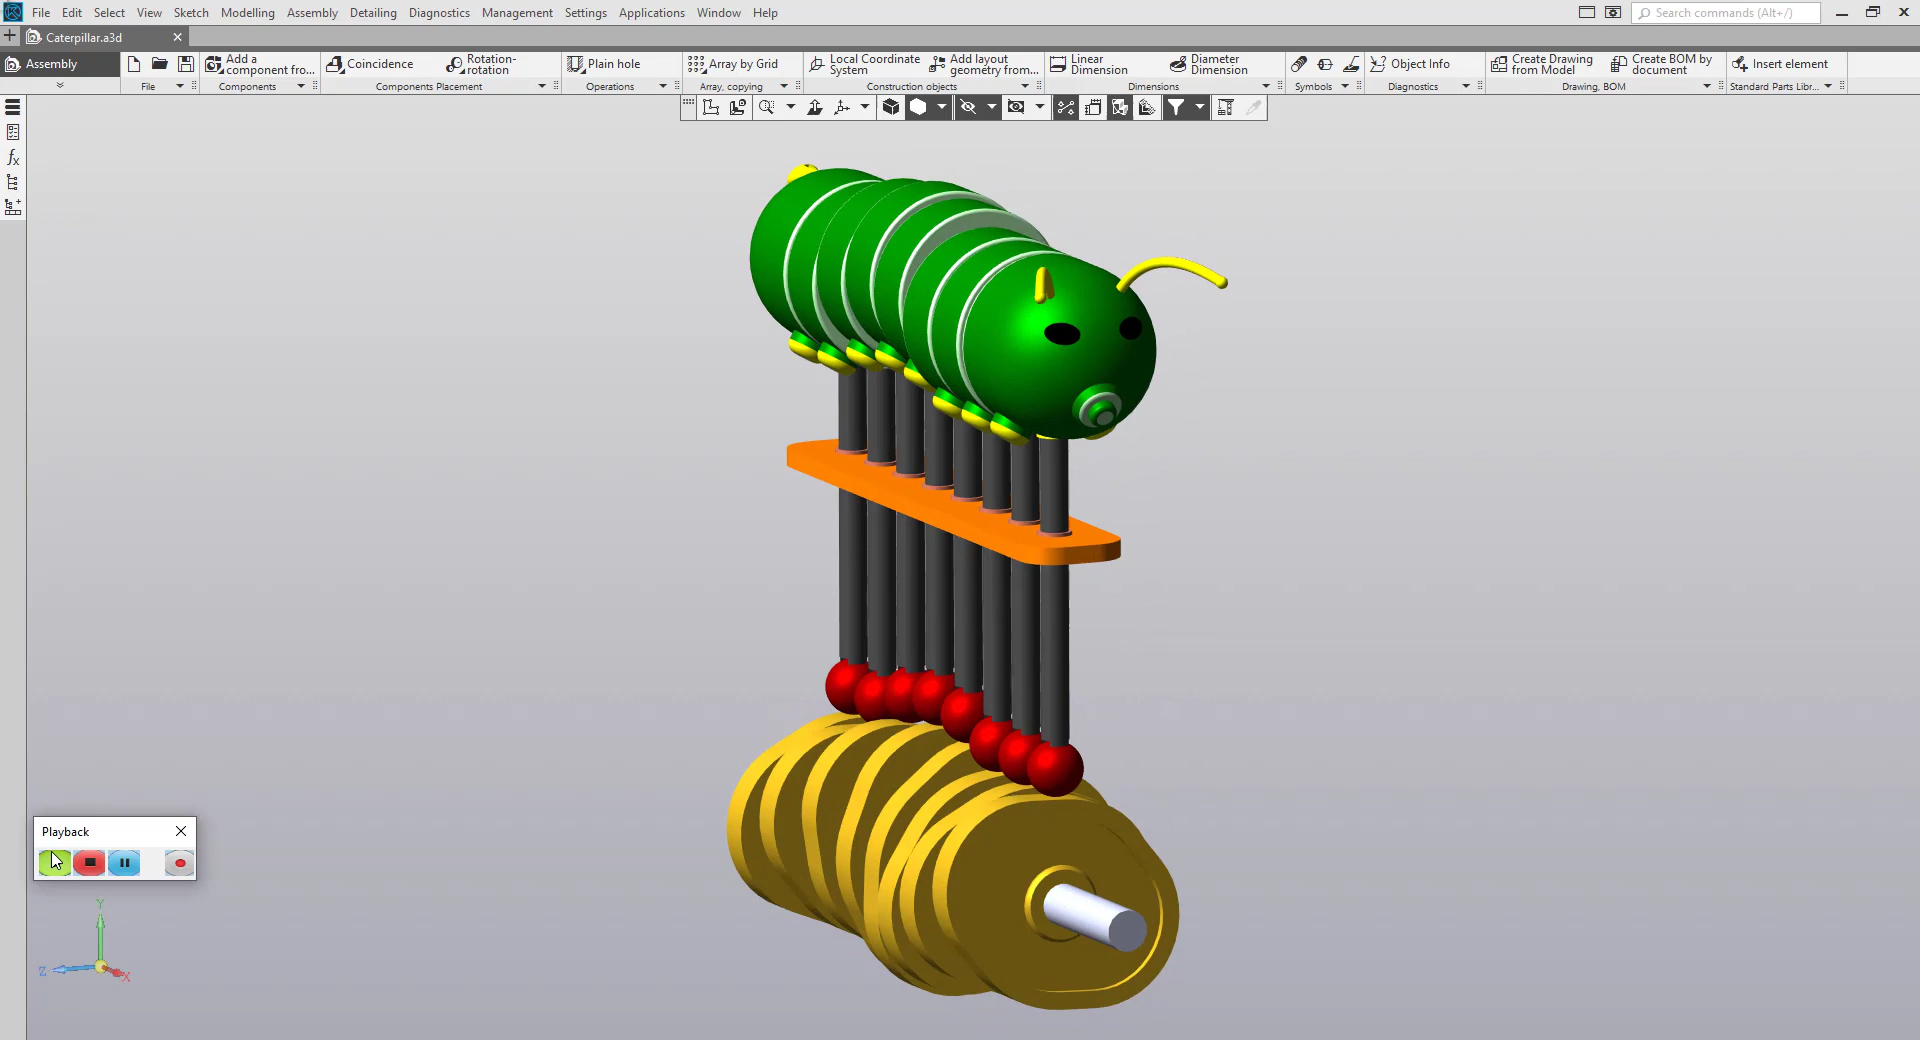 File Edit Select View Sketch Modelling Assembly Detailing Diagnostics Management Settings Applications Window Help Search commands (Alt+/)
Caterpillar.a3d
Assembly
Add a
component fro...
Coincidence
Rotation-
rotation
Plain hole
Array by Grid
Local Coordinate
System
Add layout
geometry from...
Linear
Dimension
Diameter
Dimension
Object Info
Create Drawing
from Model
Create BOM by
document
Insert element
File Components Components Placement Operations Array, copying Construction objects Dimensions Symbols Diagnostics Drawing, BOM Standard Parts Libr...
fx
Playback
Y
Z
X